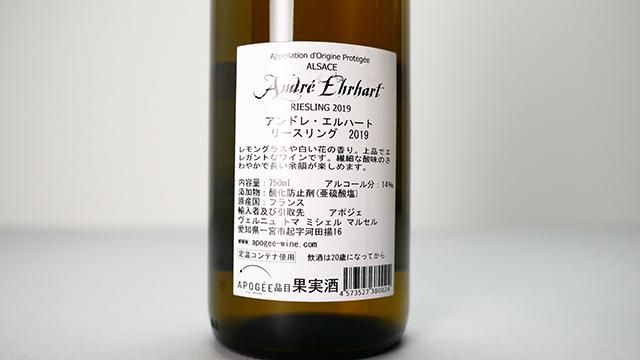 Appellation d'Origine Protégée
ALSACE
André Ehrhart
RIESLING 2019
アンドレ・エルハート
リースリング 2019
レモングラスや白い花の香り。上品でエ
レガントなワインです。繊細な酸味のさ
わやかで長い余韻が楽しめます。
内容量:750ml アルコール分:14%
添加物:酸化防止剤(亜硫酸塩)
原産国:フランス
輸入者及び引取先 アポジェ
ヴェルニュ トマ ミシェル マルセル
愛知県一宮市起字河田揚16
www.apogee-wine.com
定温コンテナ使用 飲酒は20歳になってから
APOGÉE 品目 果実酒
4 573527 380024